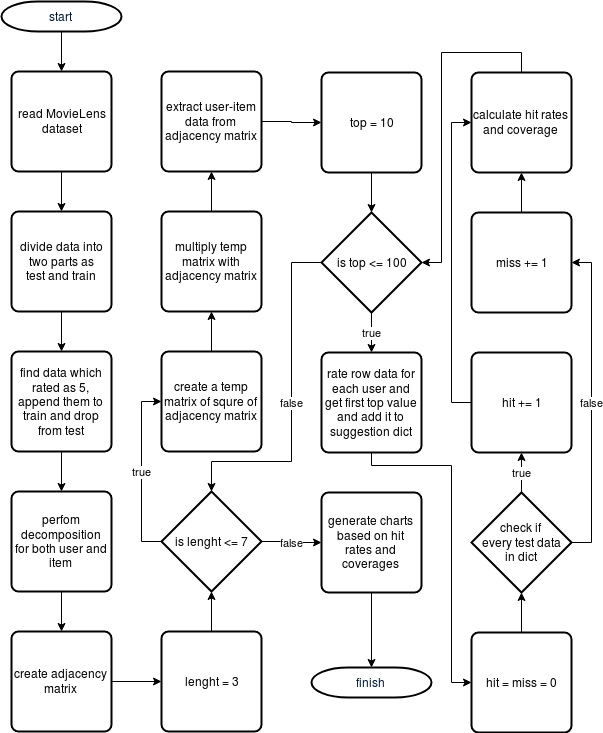 start
read MovieLens
dataset
divide data into
two parts as
test and train
find data which
rated as 5,
append them to
train and drop
from test
perfom
decomposition
for both user and
item
create adjacency
matrix
lenght = 3
is lenght <= 7
true
false
create a temp
matrix of squre of
adjacency matrix
multiply temp
matrix with
adjacency matrix
extract user-item
data from
adjacency matrix
top = 10
is top <= 100
true
false
rate row data for
each user and
get first top value
and add it to
suggestion dict
generate charts
based on hit
rates and
coverages
finish
hit = miss = 0
check if
every test data
in dict
true
false
hit += 1
miss += 1
calculate hit rates
and coverage